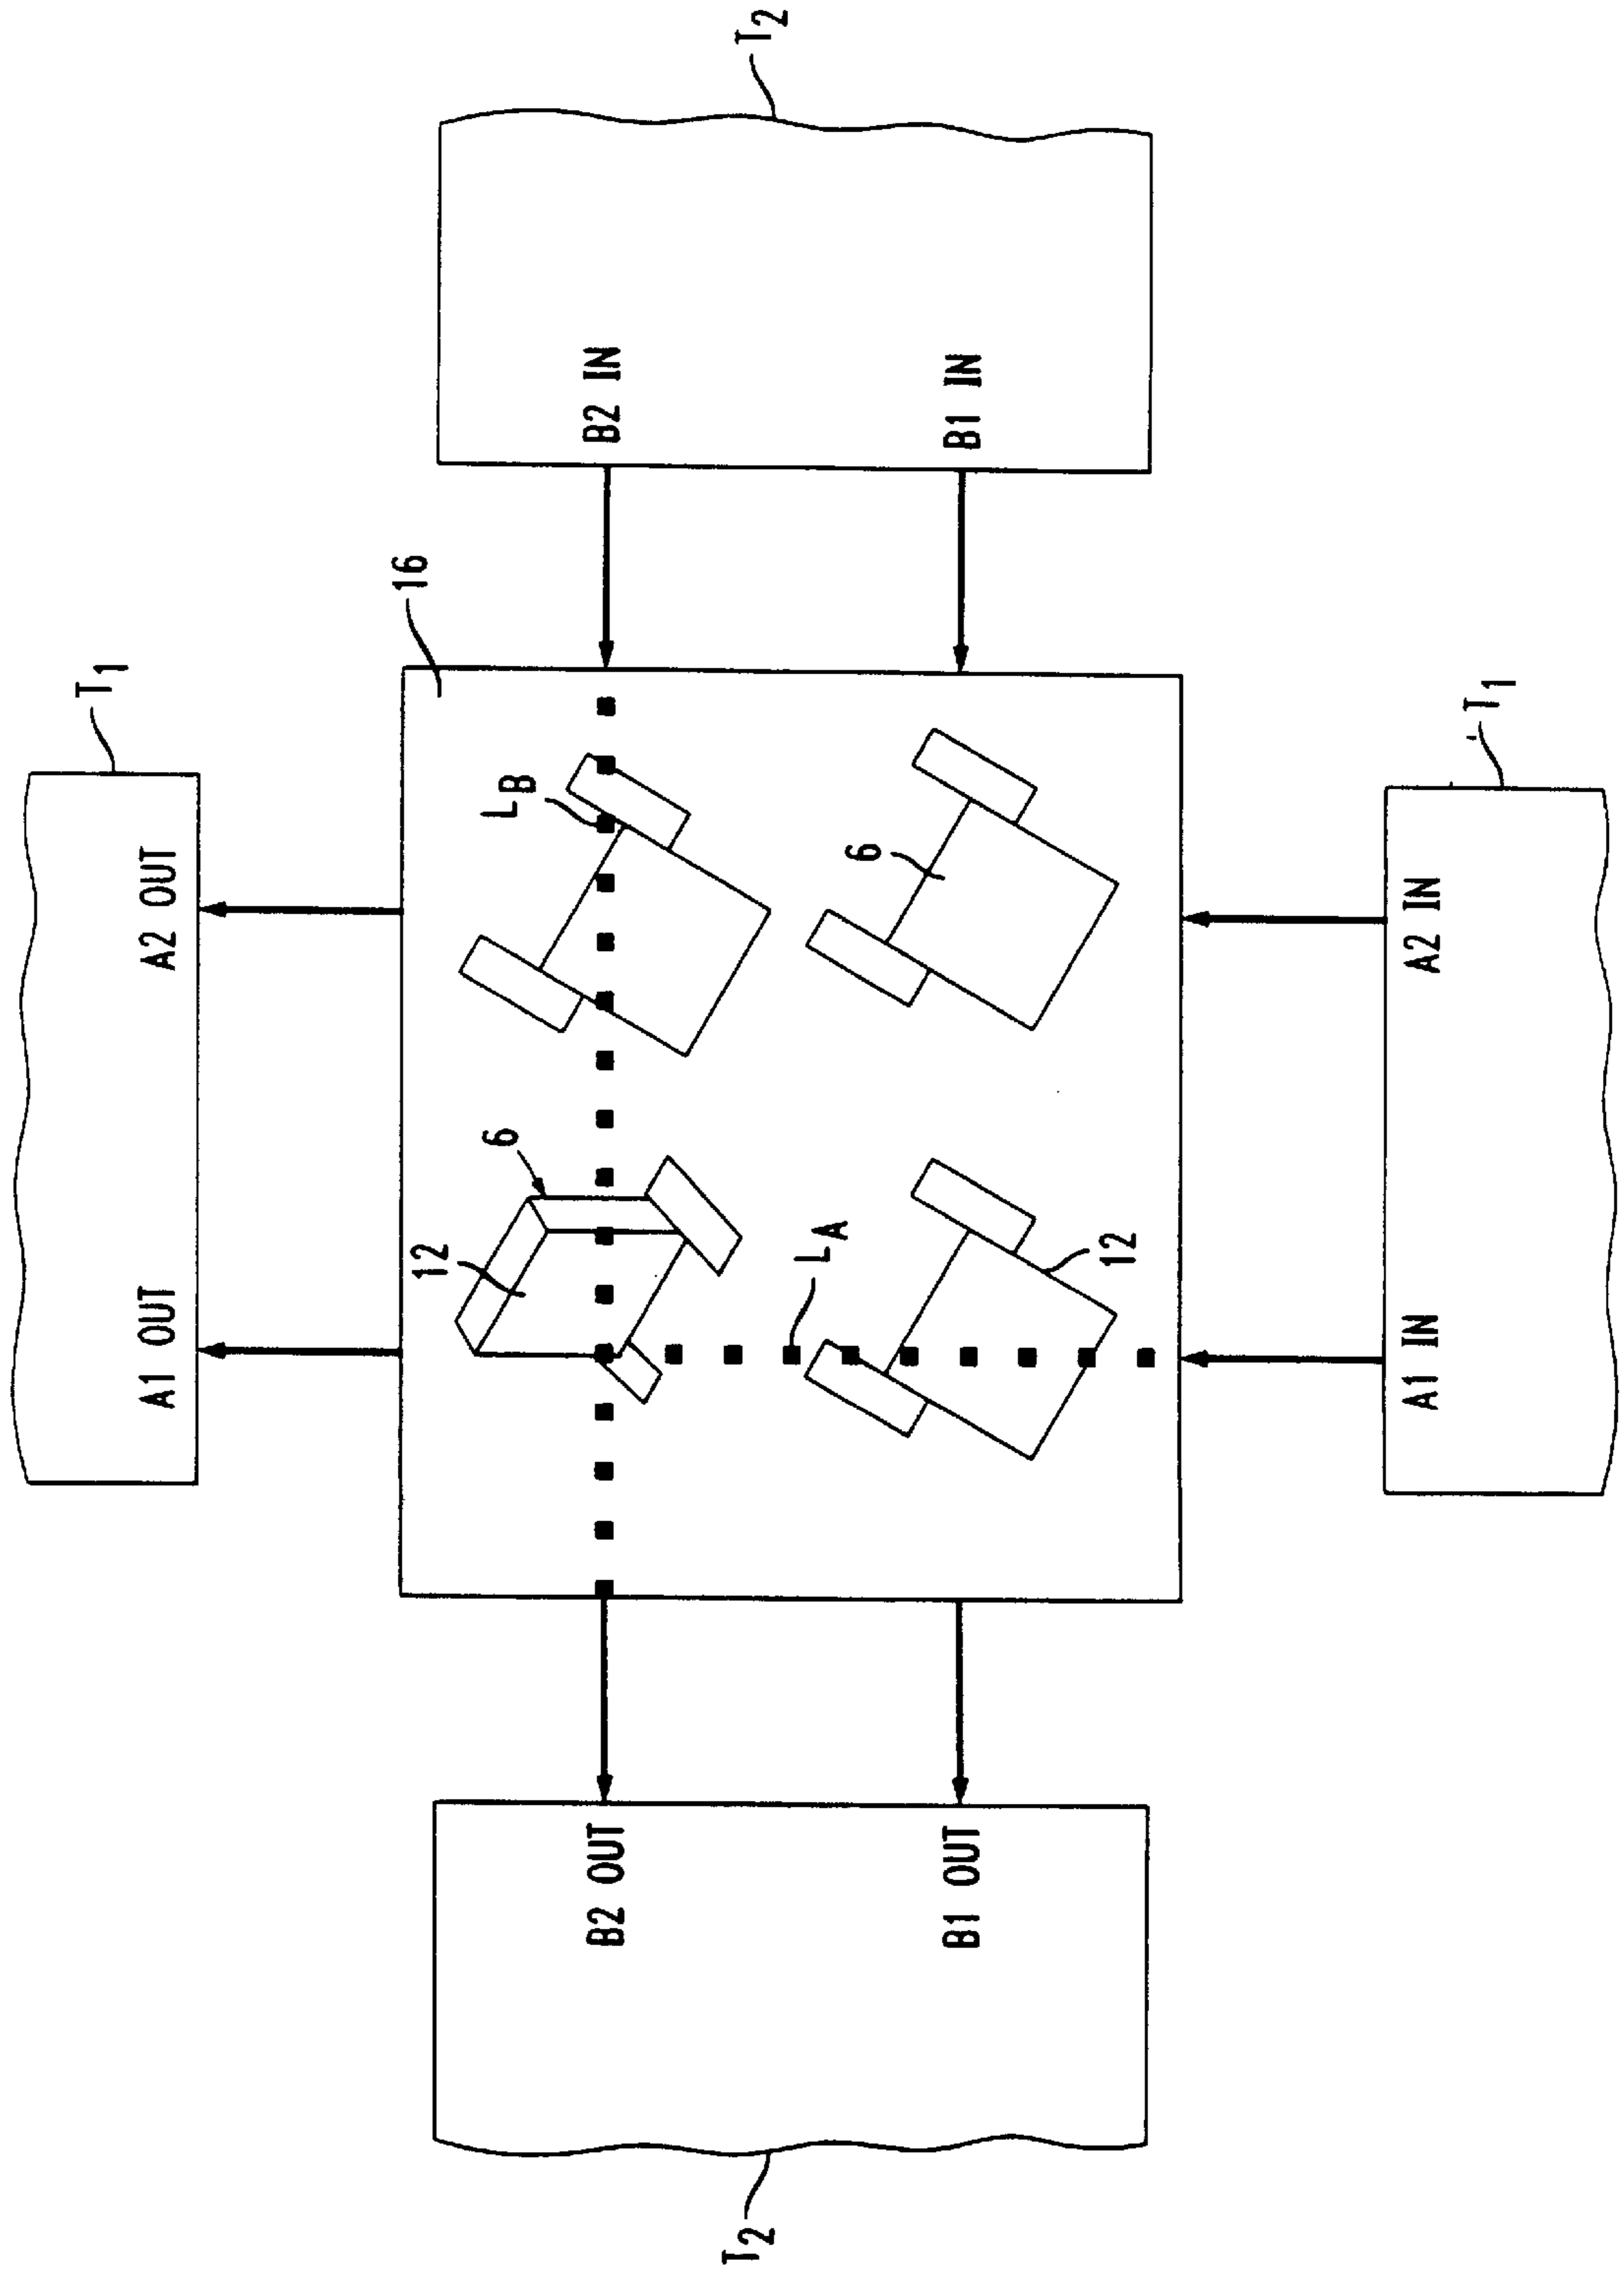 T2
B2 IN
B1 IN
16
T1
A2 OUT
A1 OUT
LB
6
6
12
LA
12
T1
A2 IN
A1 IN
B2 OUT
B1 OUT
T2